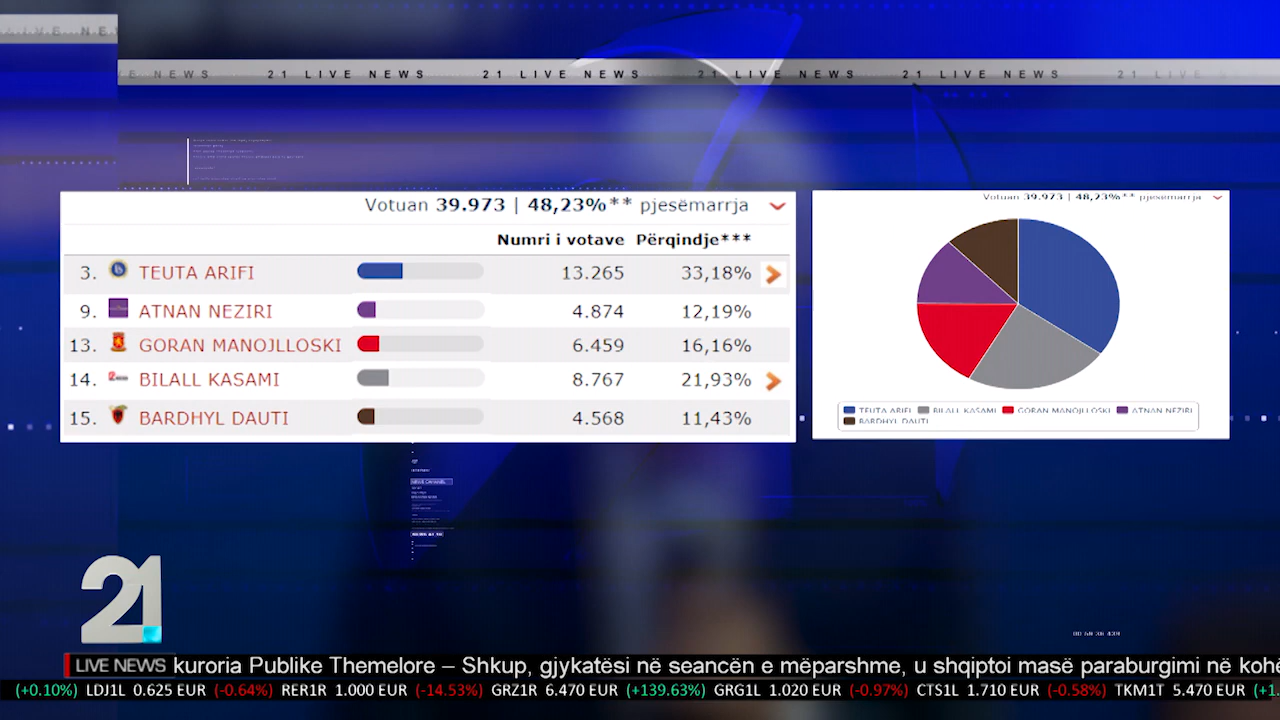 21 LIVE NEWS 21 LIVE NEWS 21 LIVE NEWS 21 LIVE NEWS
Votuan 39.973 | 48,23%** pjesëmarrja
Numri i votave Përqindje***
3. TEUTA ARIFI 13.265 33,18%
9. ATNAN NEZIRI 4.874 12,19%
13. GORAN MANOJLLOSKI 6.459 16,16%
14. BILALL KASAMI 8.767 21,93%
15. BARDHYL DAUTI 4.568 11,43%
Votuan 39.973 | 48,23%** pjesëmarrja
TEUTA ARIFI BILALL KASAMI GORAN MANOJLLOSKI ATNAN NEZIRI
BARDHYL DAUTI
21
LIVE NEWS kuroria Publike Themelore – Shkup, gjykatësi në seancën e mëparshme, u shqiptoi masë paraburgimi në kohë
(+0.10%) LDJ1L 0.625 EUR (-0.64%) RER1R 1.000 EUR (-14.53%) GRZ1R 6.470 EUR (+139.63%) GRG1L 1.020 EUR (-0.97%) CTS1L 1.710 EUR (-0.58%) TKM1T 5.470 EUR (+1.